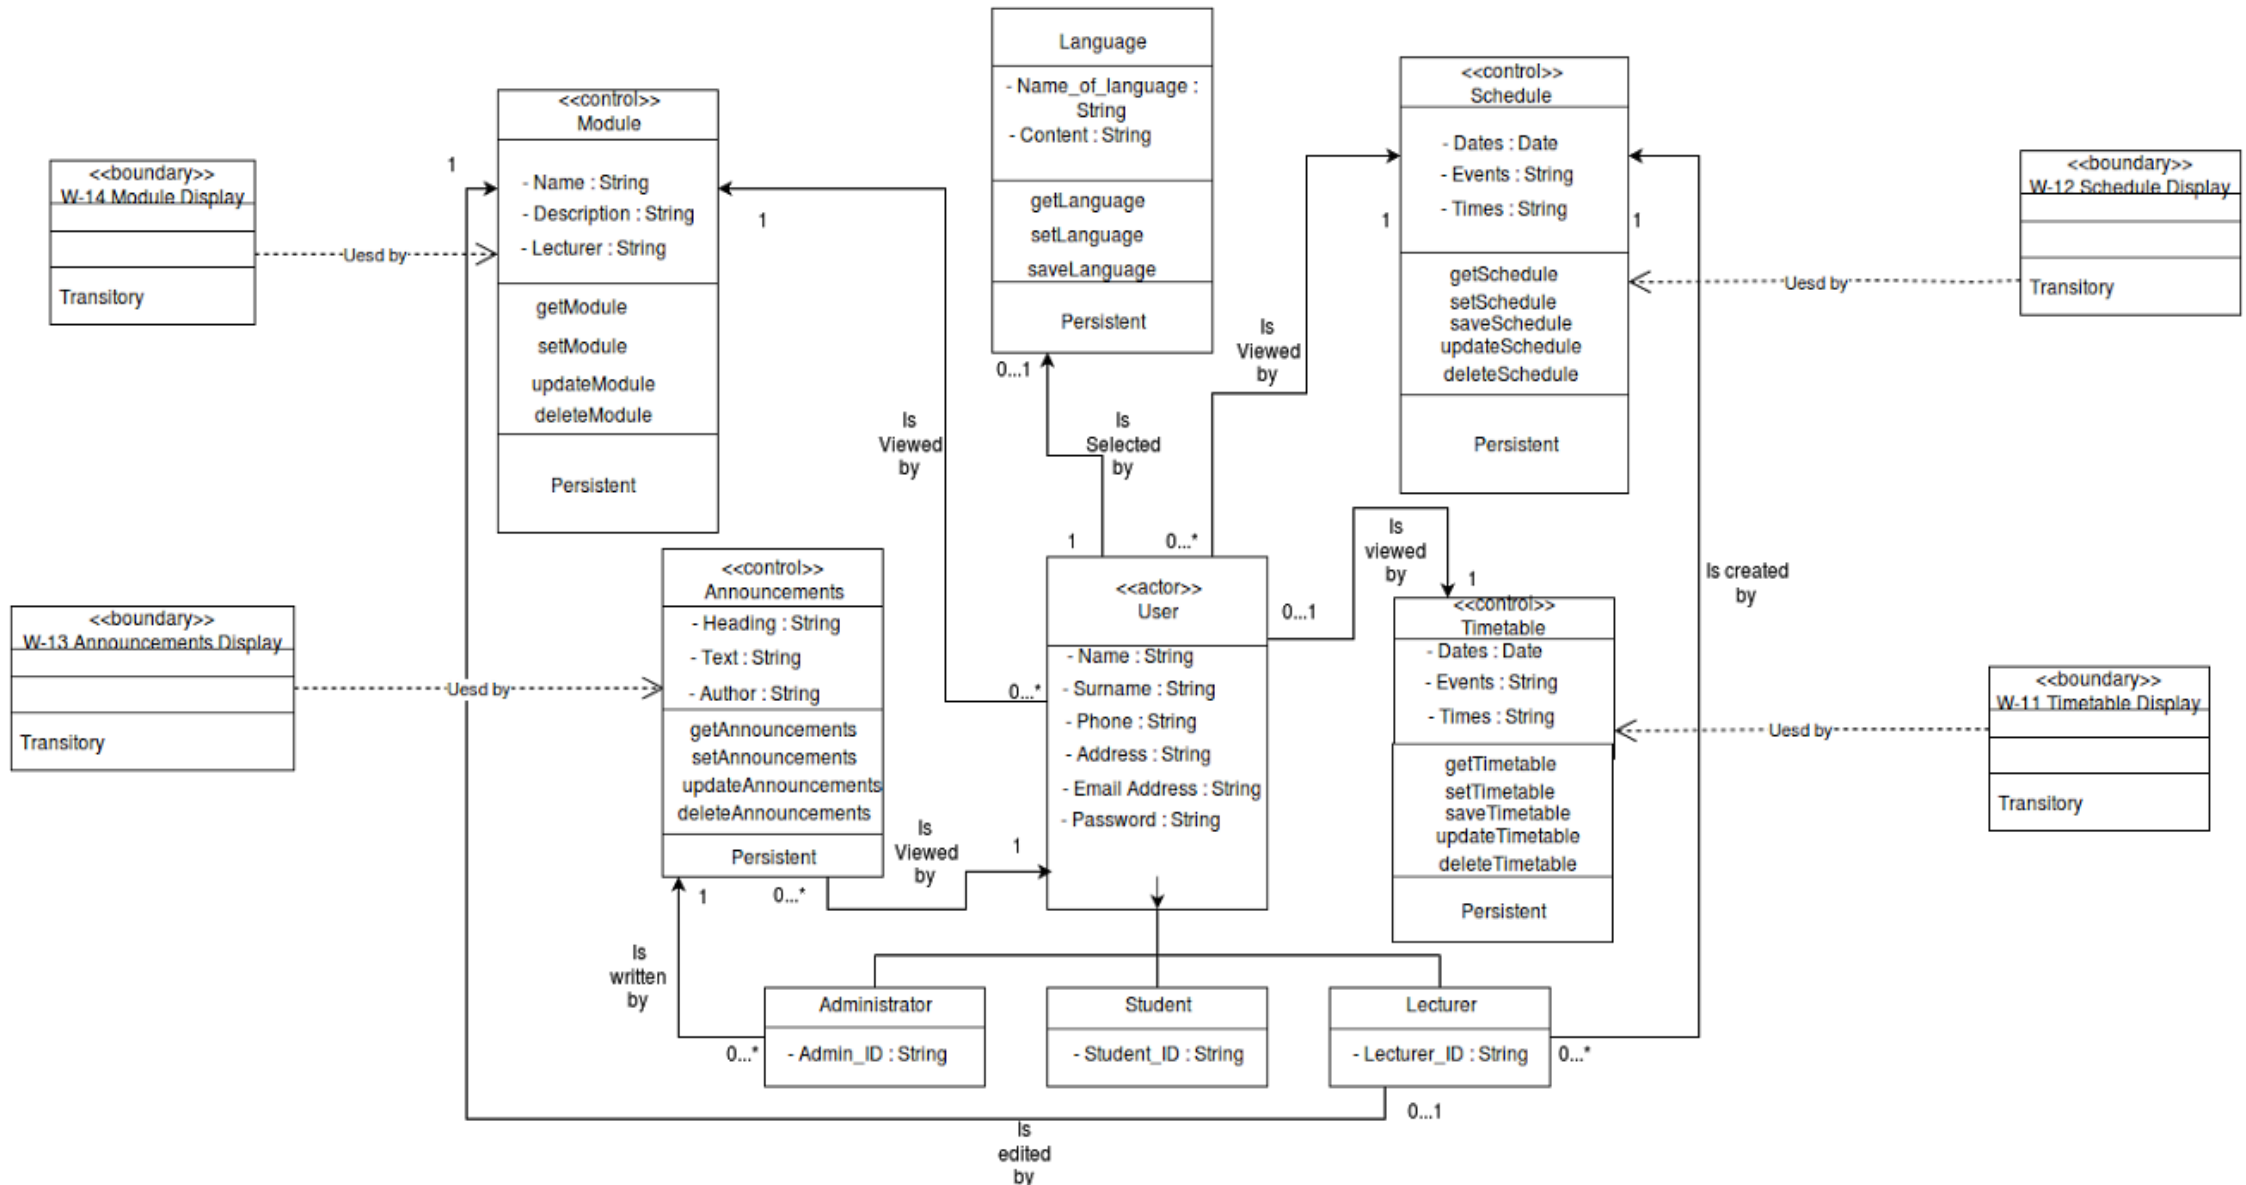 Language
- Name_of_language :
String
- Content : String
getLanguage
setLanguage
saveLanguage
Persistent
<<control>>
Schedule
- Dates : Date
- Events : String
- Times : String
getSchedule
setSchedule
saveSchedule
updateSchedule
deleteSchedule
Persistent
<<control>>
Module
- Name : String
- Description : String
- Lecturer : String
getModule
setModule
updateModule
deleteModule
Persistent
<<boundary>>
W-14 Module Display
Transitory
Uesd by
1
1
<<boundary>>
W-12 Schedule Display
Transitory
Uesd by
1
1
Is
Viewed
by
0...1
Is
Selected
by
1
Is
Viewed
by
0...*
Is
viewed
by
1
0...1
Is created
by
<<control>>
Announcements
- Heading : String
- Text : String
- Author : String
getAnnouncements
setAnnouncements
updateAnnouncements
deleteAnnouncements
Persistent
<<boundary>>
W-13 Announcements Display
Transitory
Uesd by
<<actor>>
User
- Name : String
- Surname : String
- Phone : String
- Address : String
- Email Address : String
- Password : String
0...*
<<control>>
Timetable
- Dates : Date
- Events : String
- Times : String
getTimetable
setTimetable
saveTimetable
updateTimetable
deleteTimetable
Persistent
<<boundary>>
W-11 Timetable Display
Transitory
Uesd by
Is
Viewed
by
1
0...*
1
Is
written
by
0...*
Administrator
- Admin_ID : String
Student
- Student_ID : String
Lecturer
- Lecturer_ID : String
0...*
0...1
Is
edited
by